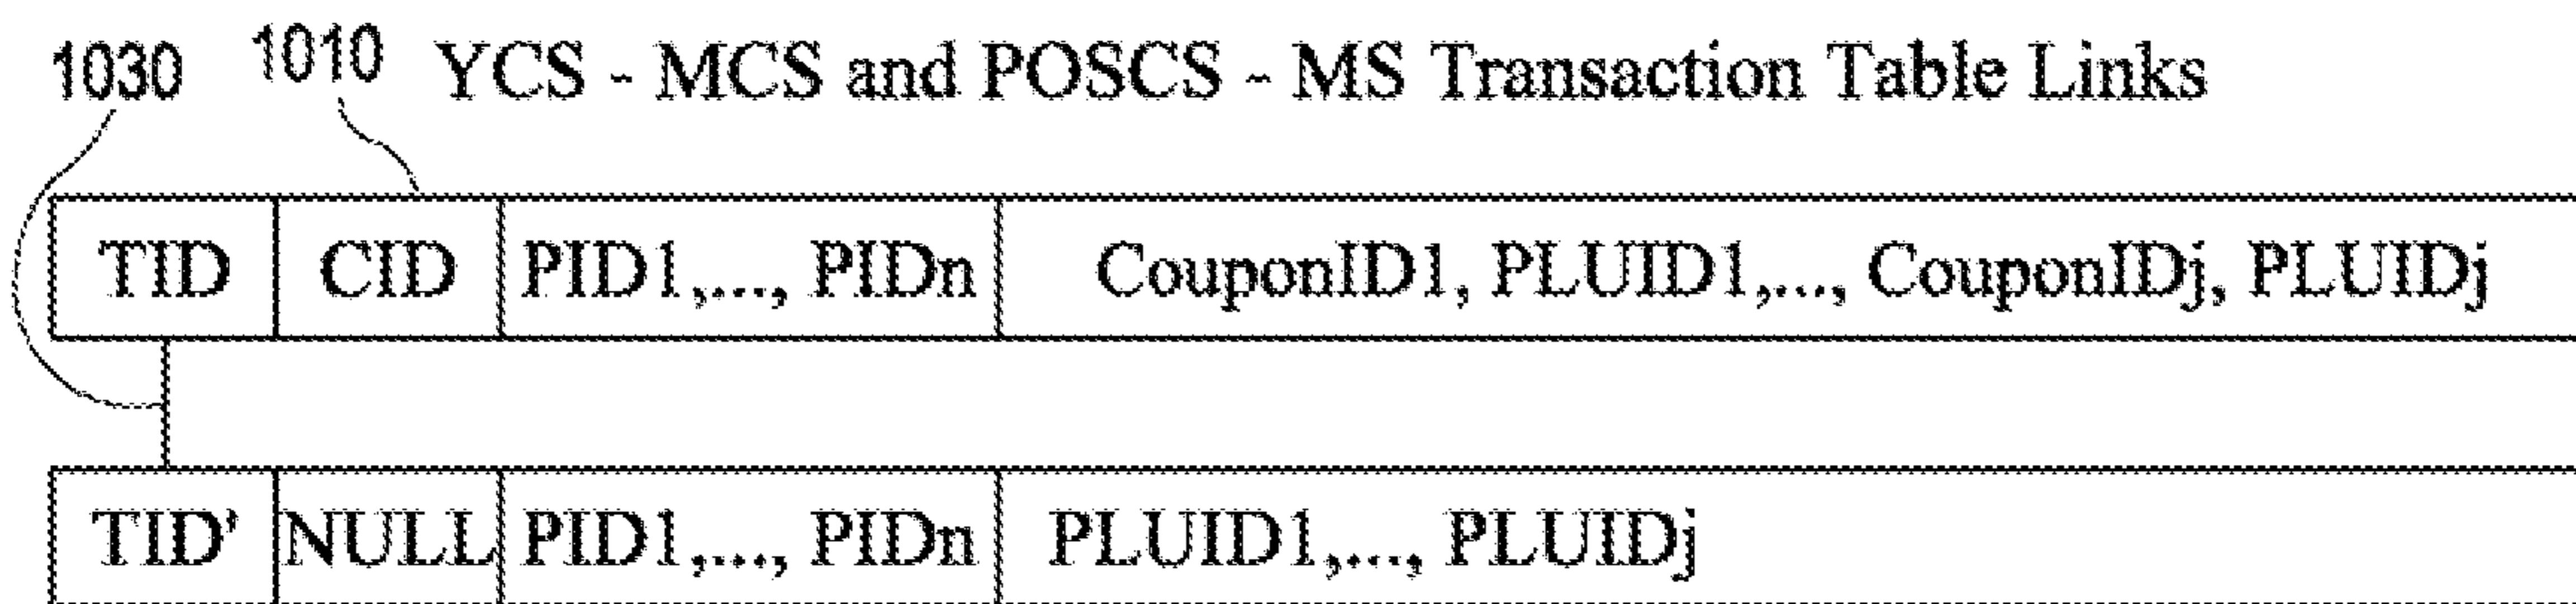 1030 1010 YCS - MCS and POSCS - MS Transaction Table Links
TID CID PID1,..., PIDn CouponID1, PLUID1,..., CouponIDj, PLUIDj
TID' NULL PID1,..., PIDn PLUID1,..., PLUIDj